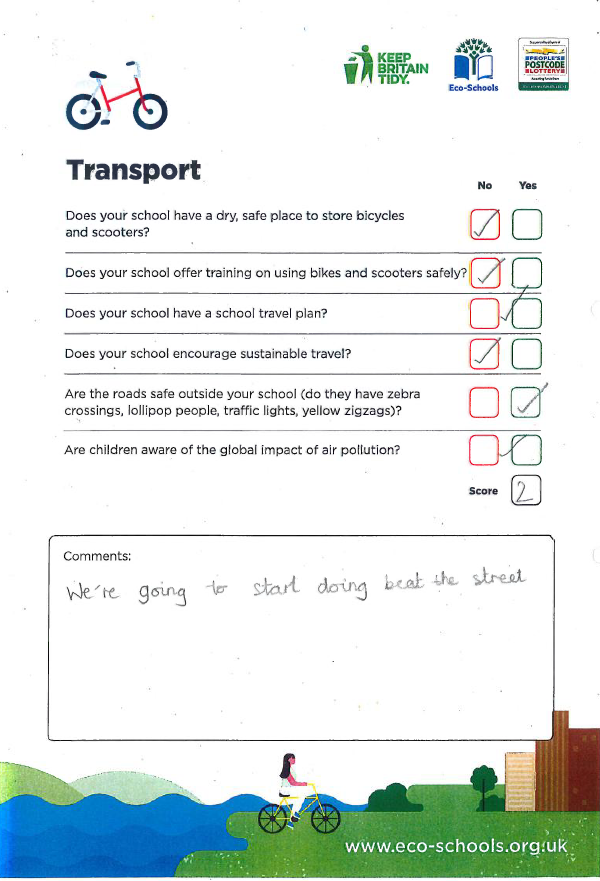 KEEP
BRITAIN
TIDY.
Eco-Schools
PEOPLE'S
POSTCODE
LOTTERY
Transport
No Yes
Does your school have a dry, safe place to store bicycles
and scooters?
Does your school offer training on using bikes and scooters safely?
Does your school have a school travel plan?
Does your school encourage sustainable travel?
Are the roads safe outside your school (do they have zebra
crossings, lollipop people, traffic lights, yellow zigzags)?
Are children aware of the global impact of air pollution?
Score 2
Comments:
We're going to start doing beat the street
www.eco-schools.org.uk